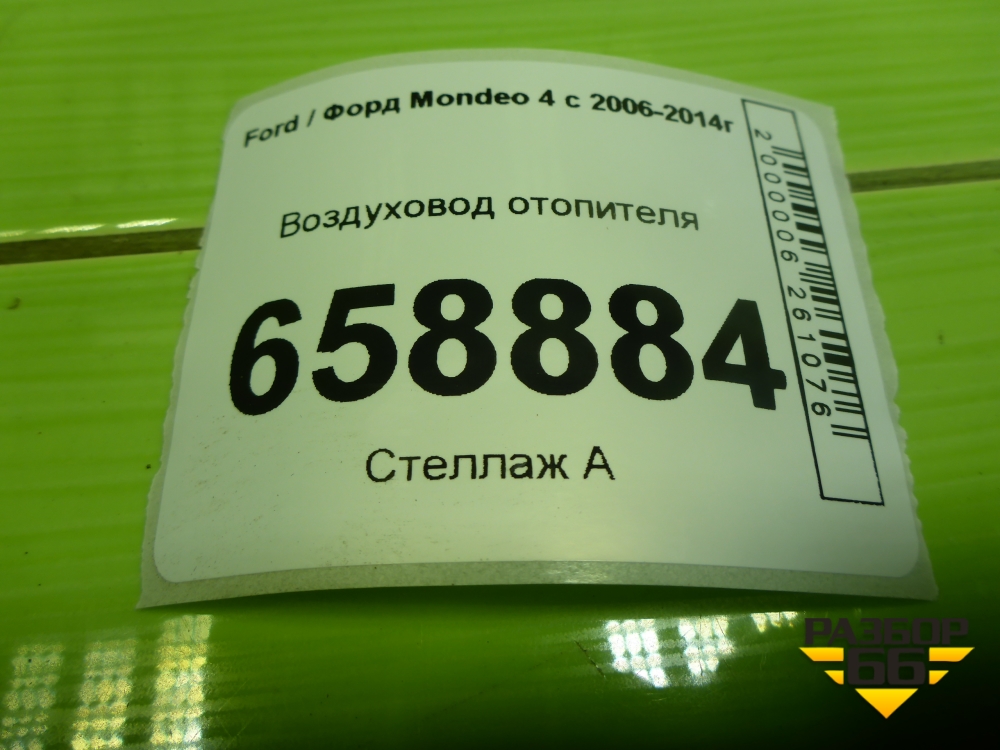 Ford / Форд Mondeo 4 с 2006-2014г
Воздуховод отопителя
658884
Стеллаж А
2000006261076
РАЗБОР
66